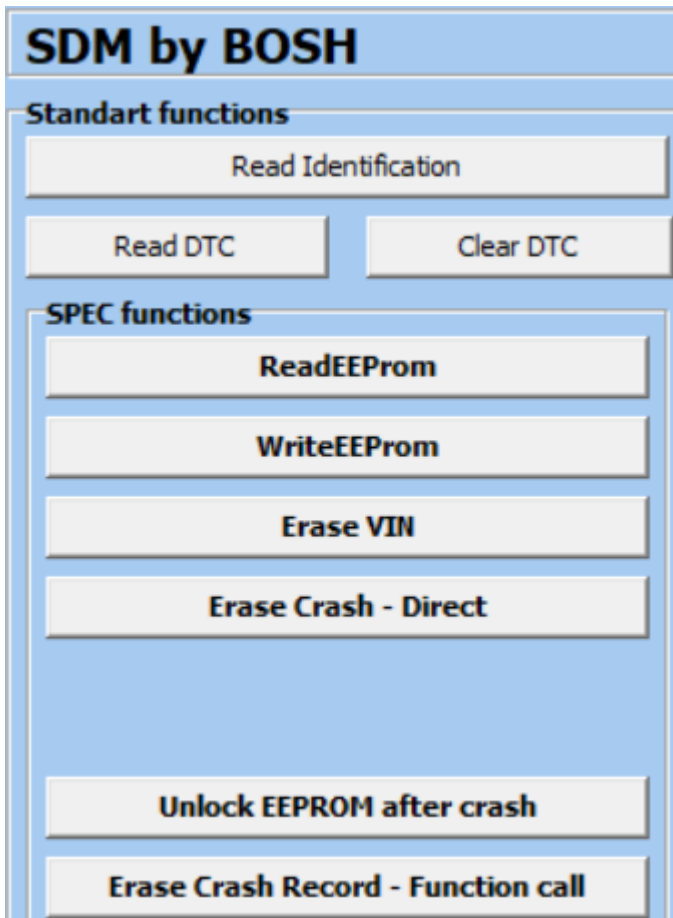 SDM by BOSH
Standart functions
Read Identification
Read DTC
Clear DTC
SPEC functions
ReadEEProm
WriteEEProm
Erase VIN
Erase Crash - Direct
Unlock EEPROM after crash
Erase Crash Record - Function call